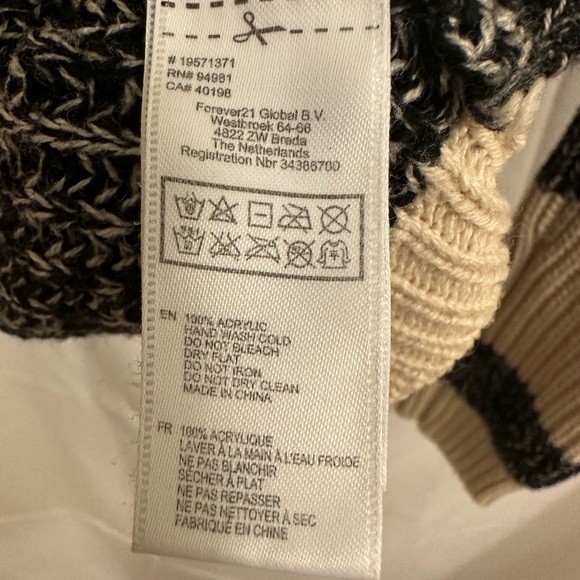 # 19571371
RN# 94981
CA# 40198
Forever21 Global B.V.
Westbroek 64-66
4822 ZW Breda
The Netherlands
Registration Nbr 34386700
EN 100% ACRYLIC
HAND WASH COLD
DO NOT BLEACH
DRY FLAT
DO NOT IRON
DO NOT DRY CLEAN
MADE IN CHINA
FR 100% ACRYLIQUE
LAVER À LA MAIN À L'EAU FROIDE
NE PAS BLANCHIR
SÉCHER À PLAT
NE PAS REPASSER
NE PAS NETTOYER À SEC
FABRIQUÉ EN CHINE